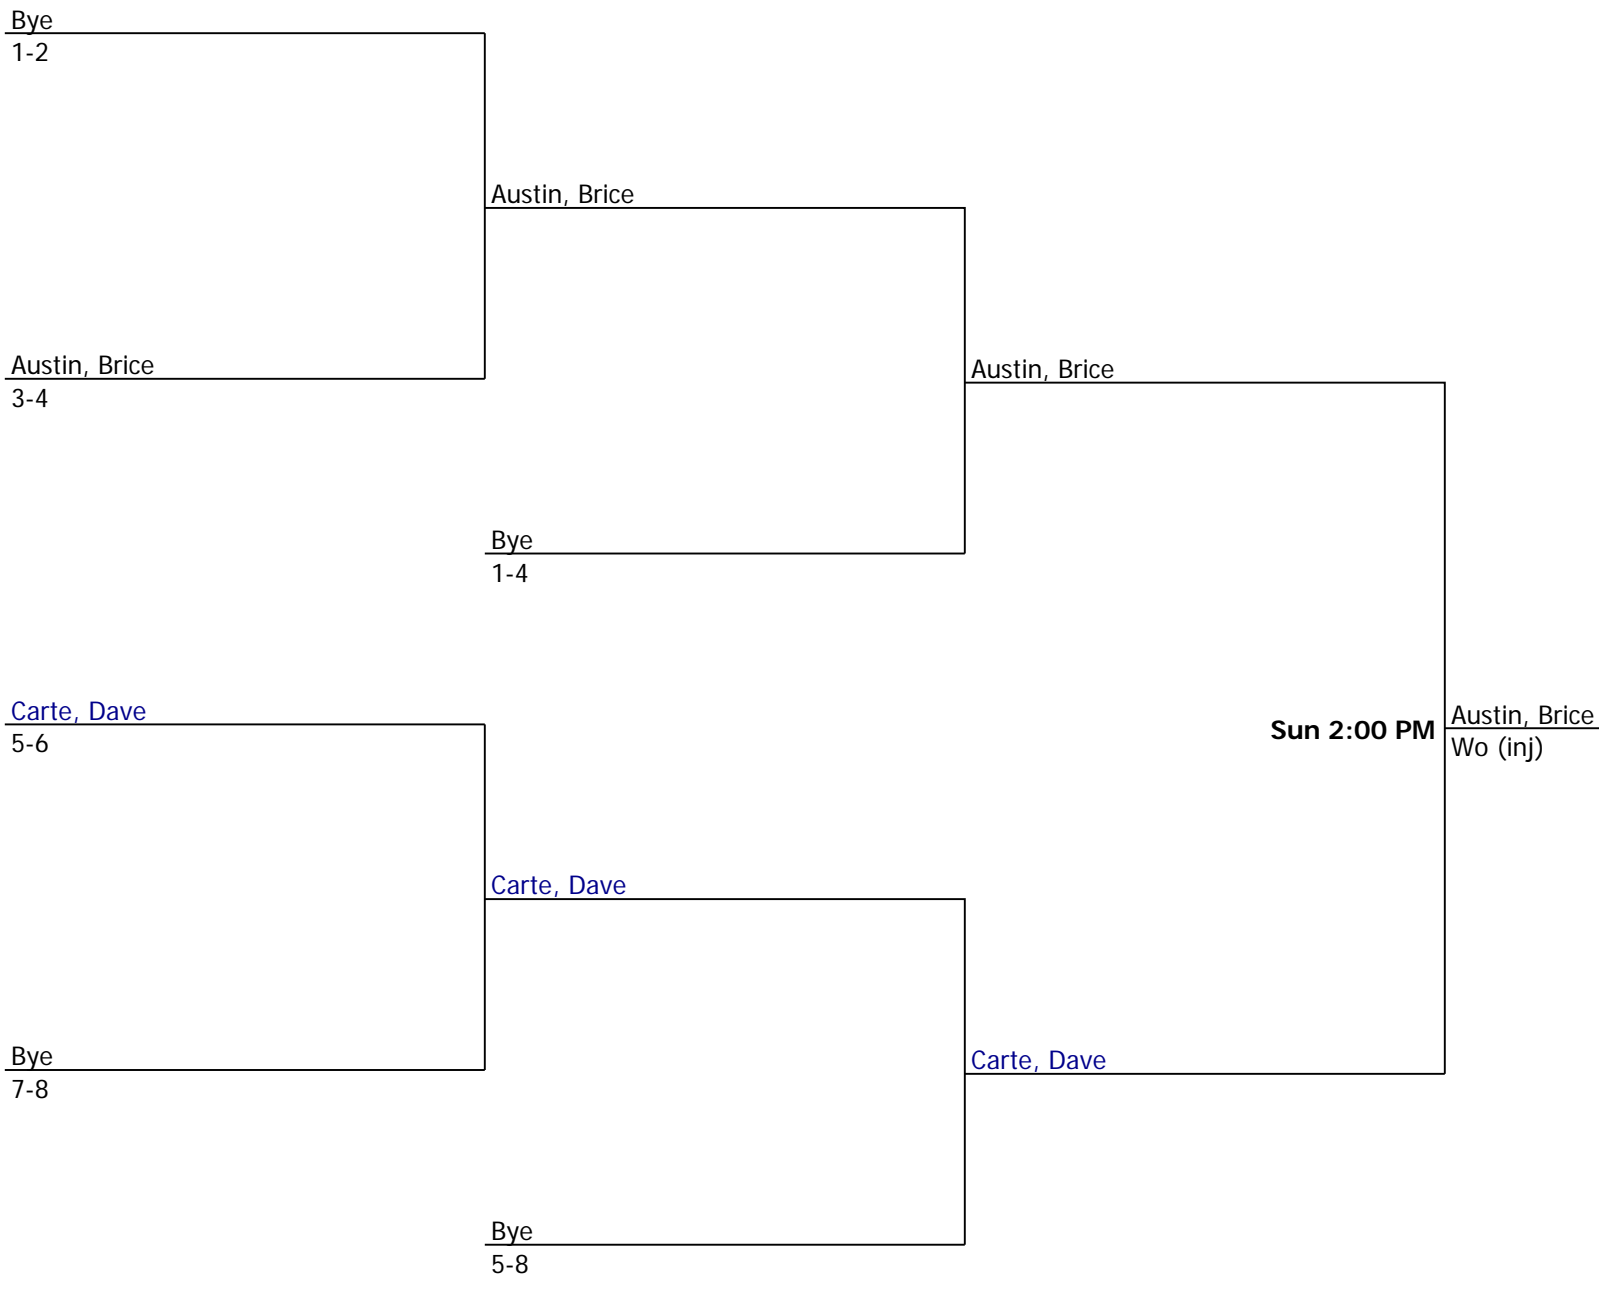 Bye
1-2
Austin, Brice
Austin, Brice
3-4
Austin, Brice
Bye
1-4
Carte, Dave
5-6
Sun 2:00 PM
Austin, Brice
Wo (inj)
Carte, Dave
Bye
7-8
Carte, Dave
Bye
5-8